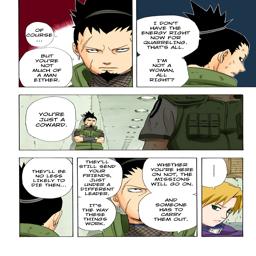 I DON'T
HAVE THE
ENERGY RIGHT
NOW FOR
QUARRELING.
THAT'S ALL.
I'M
NOT A
WOMAN,
ALL
RIGHT?
OF
COURSE...
...
BUT
YOU'RE
NOT
MUCH OF
A MAN
EITHER.
YOU'RE
JUST A
COWARD.
WHETHER
YOU'RE HERE
ON NOT, THE
MISSIONS
WILL GO
ON.
AND
SOMEONE
HAS TO
CARRY
THEM OUT.
THEY'LL
STILL SEND
YOUR
FRIENDS,
JUST
UNDER A
DIFFERENT
LEADER.
IT'S
THE WAY
THESE
THINGS
WORK.
THEY'LL
BE NO
LESS
LIKELY TO
DIE THEN...